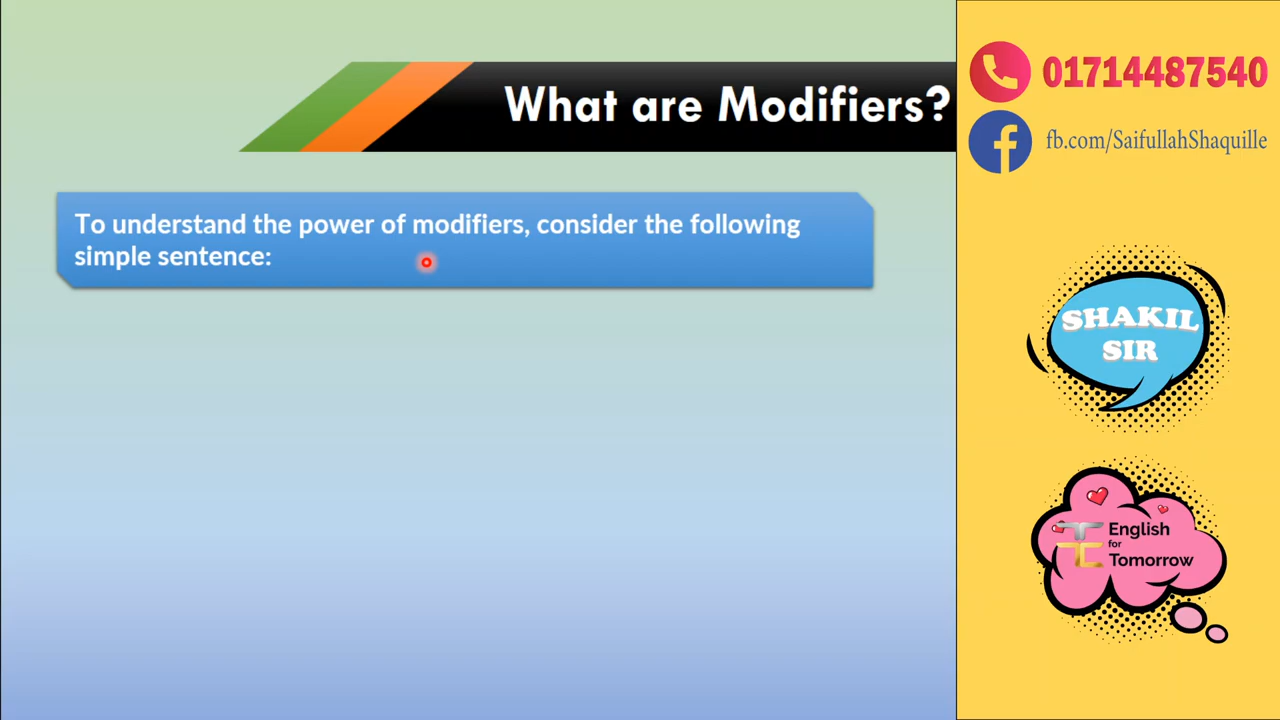 What are Modifiers?
To understand the power of modifiers, consider the following
simple sentence:
01714487540
fb.com/SaifullahShaquille
SHAKIL
SIR
English
for
Tomorrow